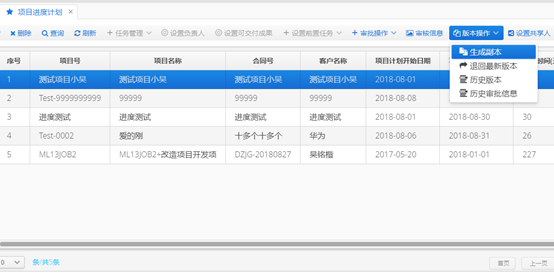 项目进度计划 ×
删除 查询 刷新 任务管理 设置负责人 设置可交付成果 设置前置任务 审批操作 审核信息 版本操作 设置共享人
生成副本
退回最新版本
历史版本
历史审批信息
序号 项目号 项目名称 合同号 客户名称 项目计划开始日期
1 测试项目小吴 测试项目小吴 测试项目小吴 测试项目小吴 2018-08-01
2 Test-9999999999 99999 99999 99999 2018-08-08
3 进度测试 进度测试 进度测试 进度测试 2018-08-01 2018-08-30 30
4 Test-0002 爱的刚 十多个十多个 华为 2018-08-06 2018-08-31 26
5 ML13JOB2 ML13JOB2+改造项目开发项 DZJG-20180827 吴铭楷 2017-05-20 2018-01-01 227
0 条/共5条 首页 上一页